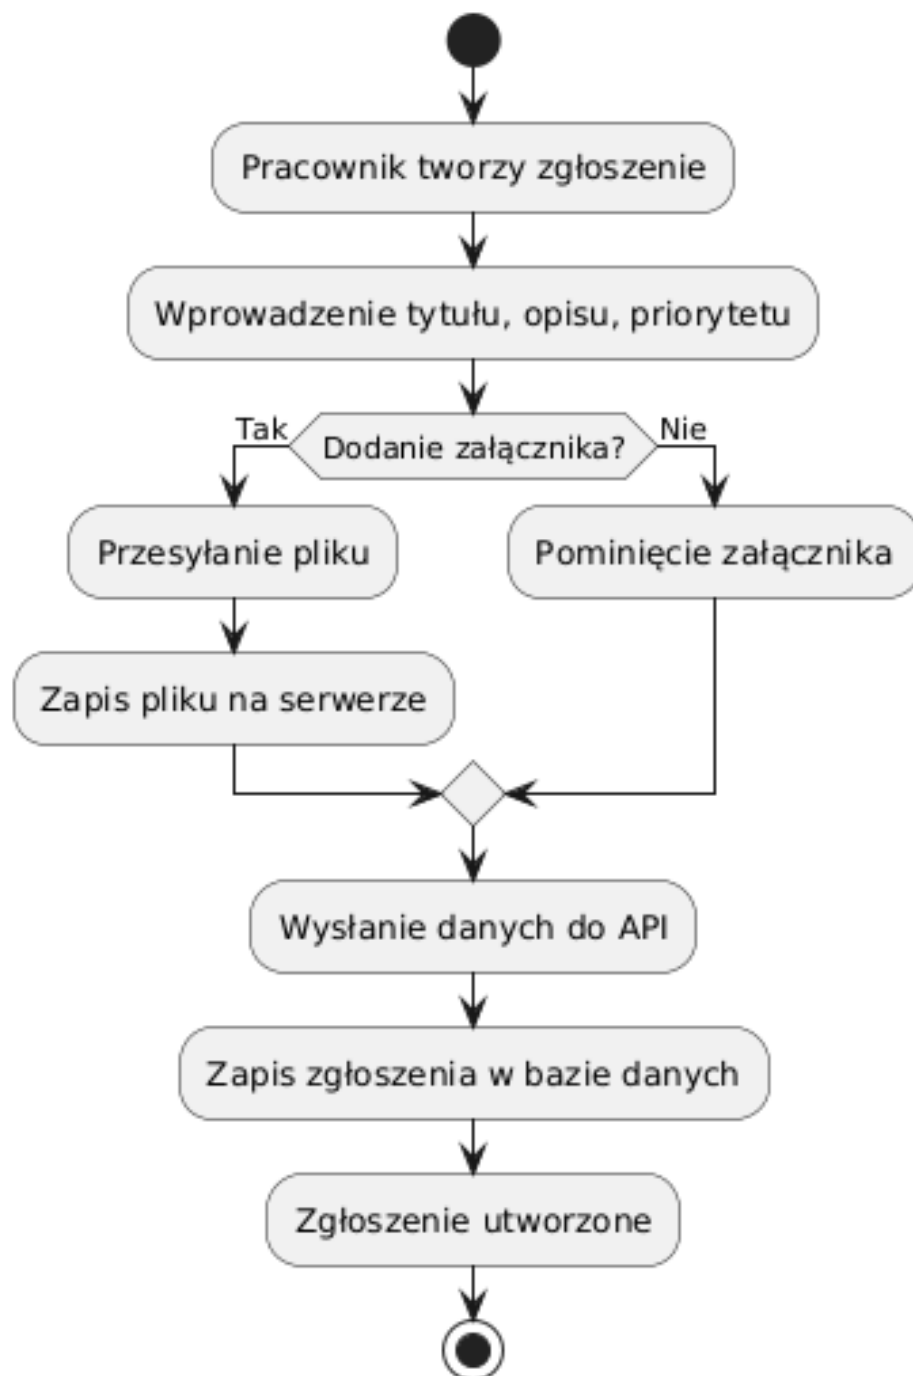 Pracownik tworzy zgłoszenie
Wprowadzenie tytułu, opisu, priorytetu
Tak
Dodanie załącznika?
Nie
Przesyłanie pliku
Pominięcie załącznika
Zapis pliku na serwerze
Wysłanie danych do API
Zapis zgłoszenia w bazie danych
Zgłoszenie utworzone